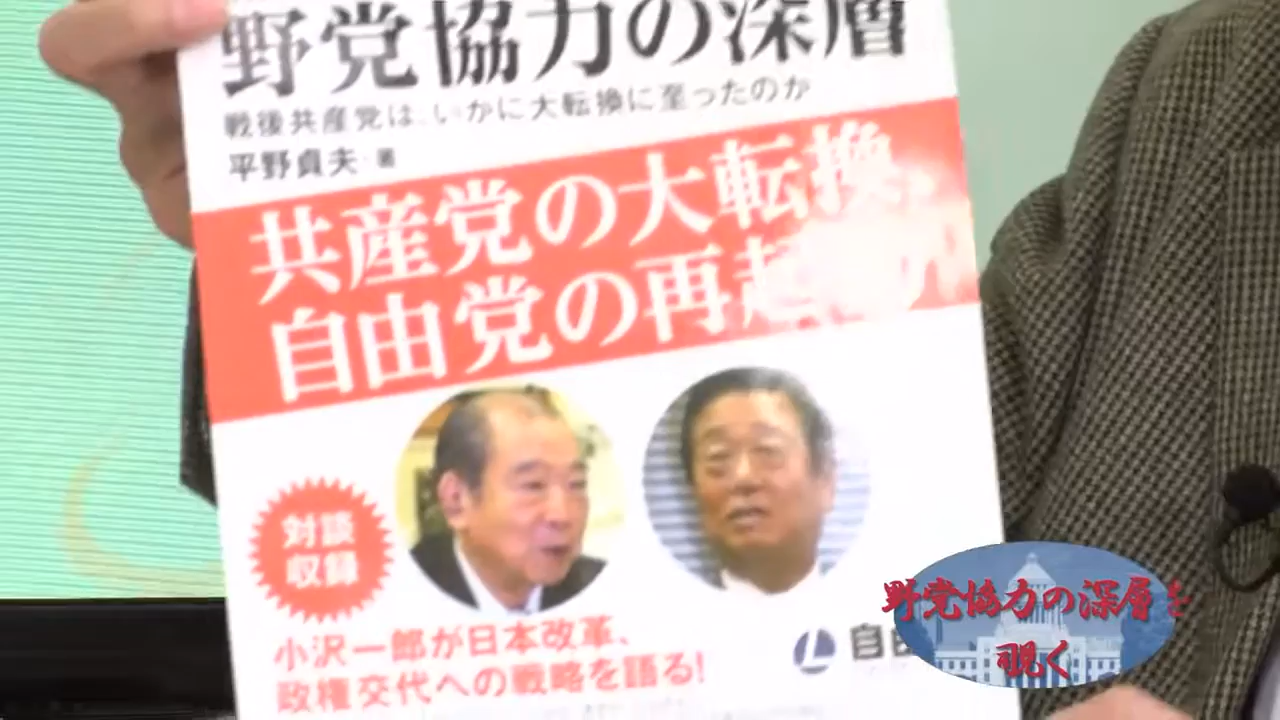 野党協力の深層
戦後共産党は、いかに大転換に至ったのか
平野貞夫・著
共産党の大転換、
自由党の再起動
対談
収録
小沢一郎が日本改革、
政権交代への戦略を語る!
自由
野党協力の深層を
覗く